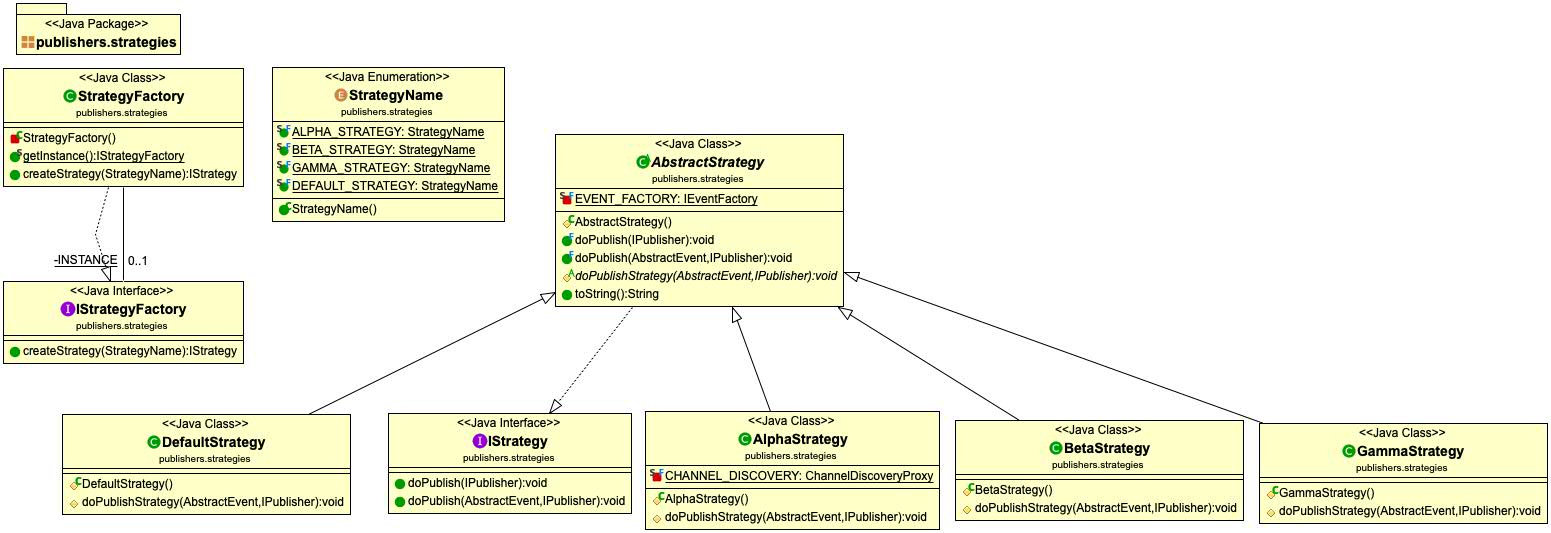 <<Java Package>>
publishers.strategies
<<Java Class>>
StrategyFactory
publishers.strategies
StrategyFactory()
getInstance():IStrategyFactory
createStrategy(StrategyName):IStrategy
-INSTANCE
0..1
<<Java Interface>>
IStrategyFactory
publishers.strategies
createStrategy(StrategyName):IStrategy
<<Java Enumeration>>
StrategyName
publishers.strategies
ALPHA_STRATEGY: StrategyName
BETA_STRATEGY: StrategyName
GAMMA_STRATEGY: StrategyName
DEFAULT_STRATEGY: StrategyName
StrategyName()
<<Java Class>>
AbstractStrategy
publishers.strategies
EVENT_FACTORY: IEventFactory
AbstractStrategy()
doPublish(IPublisher):void
doPublish(AbstractEvent,IPublisher):void
doPublishStrategy(AbstractEvent,IPublisher):void
toString():String
<<Java Class>>
DefaultStrategy
publishers.strategies
DefaultStrategy()
doPublishStrategy(AbstractEvent,IPublisher):void
<<Java Interface>>
IStrategy
publishers.strategies
doPublish(IPublisher):void
doPublish(AbstractEvent,IPublisher):void
<<Java Class>>
AlphaStrategy
publishers.strategies
CHANNEL_DISCOVERY: ChannelDiscoveryProxy
AlphaStrategy()
doPublishStrategy(AbstractEvent,IPublisher):void
<<Java Class>>
BetaStrategy
publishers.strategies
BetaStrategy()
doPublishStrategy(AbstractEvent,IPublisher):void
<<Java Class>>
GammaStrategy
publishers.strategies
GammaStrategy()
doPublishStrategy(AbstractEvent,IPublisher):void